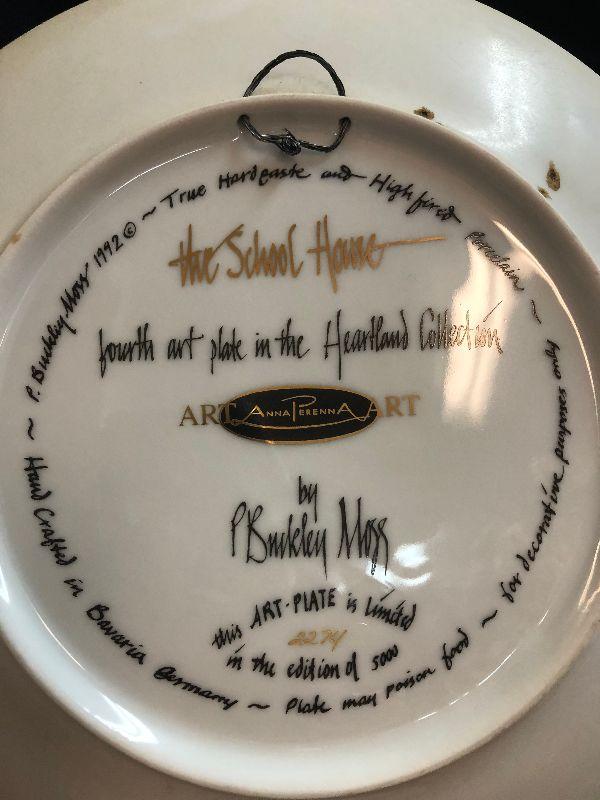 the School House
fourth art plate in the Heartland Collection
ART ANNAPERENNA ART
by
P Buckley Moss
this ART-PLATE is limited
2274
in the edition of 5000
P. Buckley Moss 1992 © ~ True Hardpaste and High fired Porcelain ~ for decorative purposes only ~ Plate may poison food ~ Hand Crafted in Bavaria Germany ~